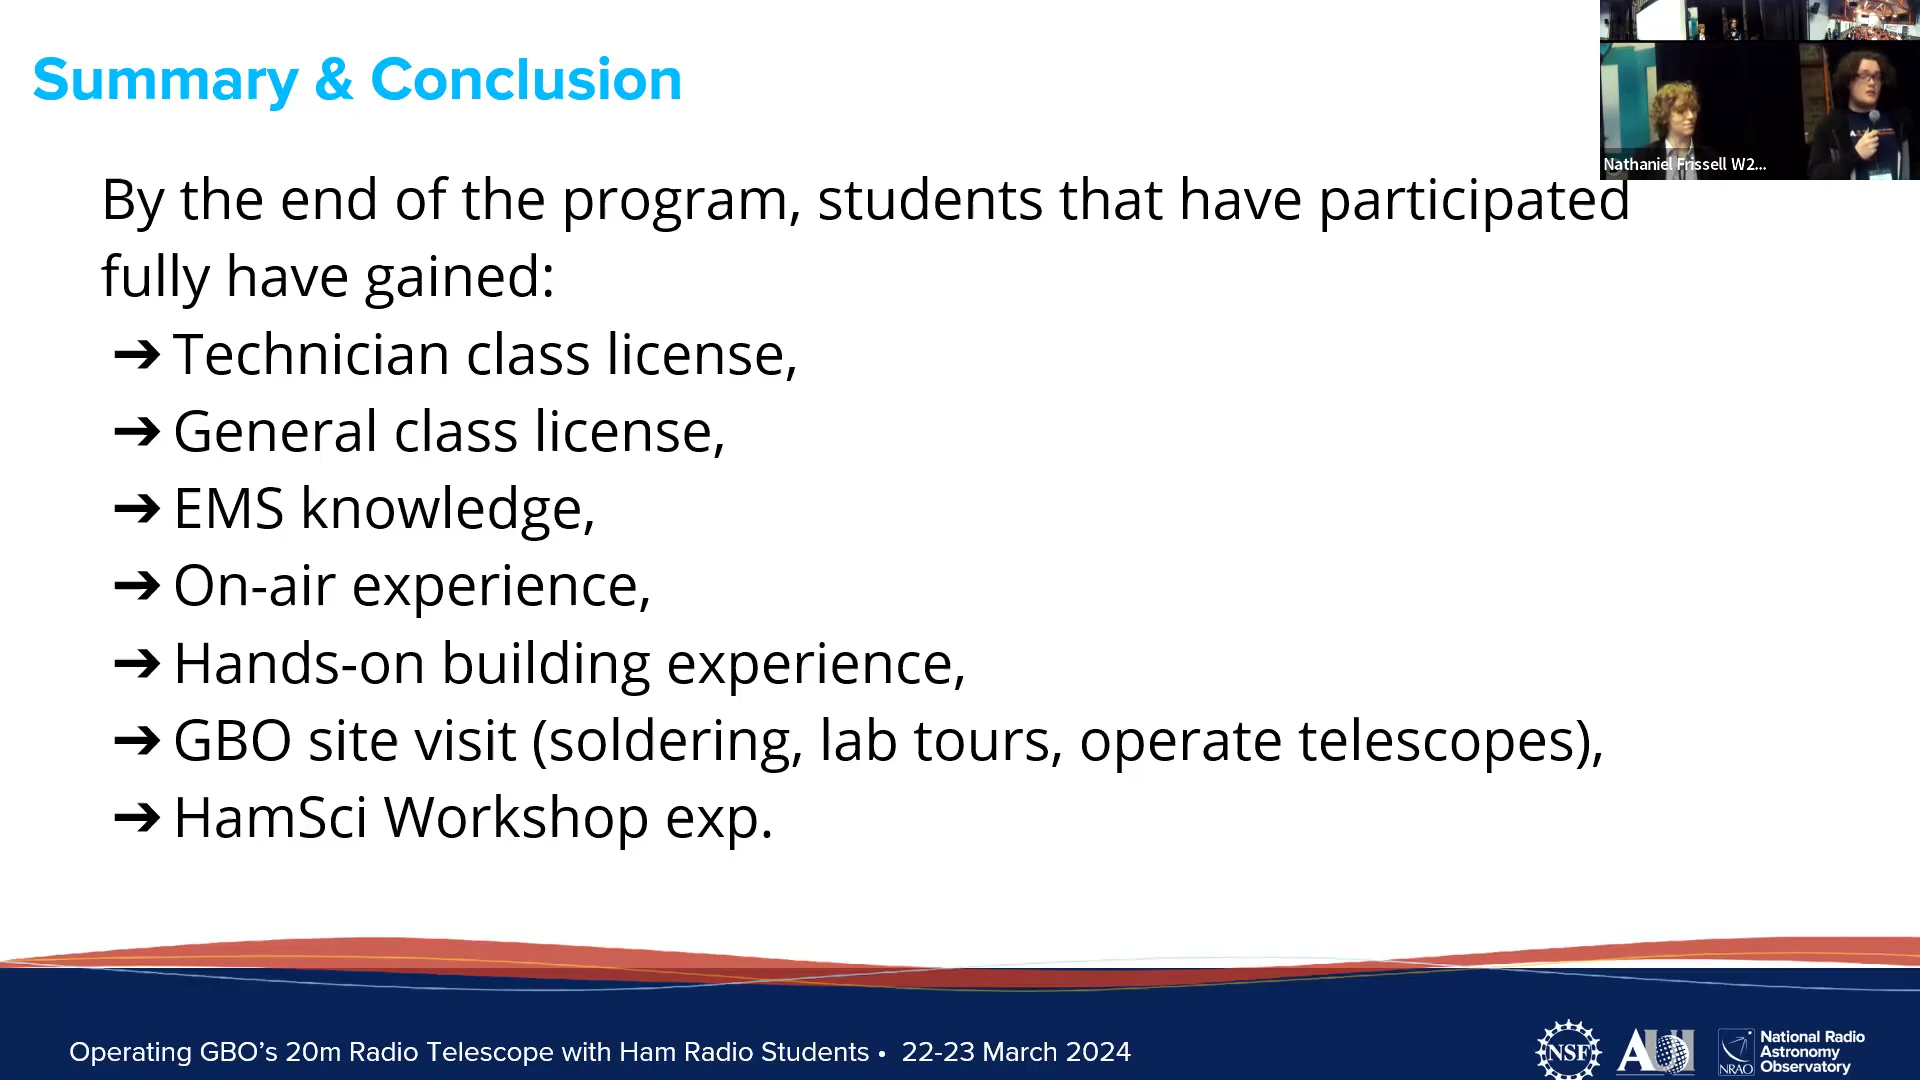 Summary & Conclusion
Nathaniel Frissell W2...
By the end of the program, students that have participated
fully have gained:
➔ Technician class license,
➔ General class license,
➔ EMS knowledge,
➔ On-air experience,
➔ Hands-on building experience,
➔ GBO site visit (soldering, lab tours, operate telescopes),
➔ HamSci Workshop exp.
Operating GBO’s 20m Radio Telescope with Ham Radio Students • 22-23 March 2024
NSF
AUI
NRAO
National Radio
Astronomy
Observatory